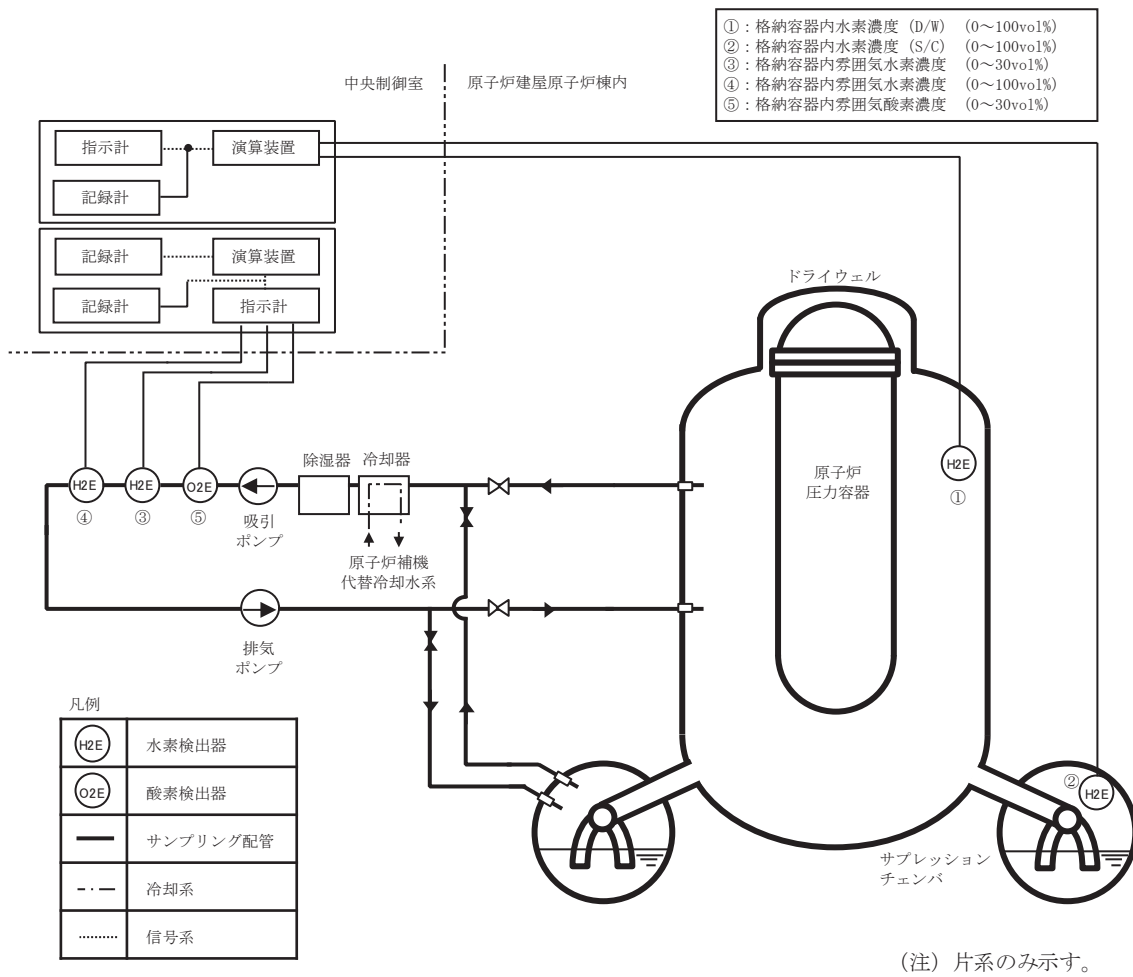 ①：格納容器内水素濃度（D/W）（0～100vol%）
②：格納容器内水素濃度（S/C）（0～100vol%）
③：格納容器内雰囲気水素濃度 （0～30vol%）
④：格納容器内雰囲気水素濃度 （0～100vol%）
⑤：格納容器内雰囲気酸素濃度 （0～30vol%）
中央制御室
原子炉建屋原子炉棟内
指示計
演算装置
記録計
記録計
演算装置
記録計
指示計
ドライウェル
原子炉
圧力容器
H2E
①
除湿器
冷却器
H2E
H2E
O2E
④
③
⑤
吸引
ポンプ
原子炉補機
代替冷却水系
排気
ポンプ
②
H2E
サプレッション
チェンバ
凡例
H2E
水素検出器
O2E
酸素検出器
サンプリング配管
冷却系
信号系
（注）片系のみ示す。